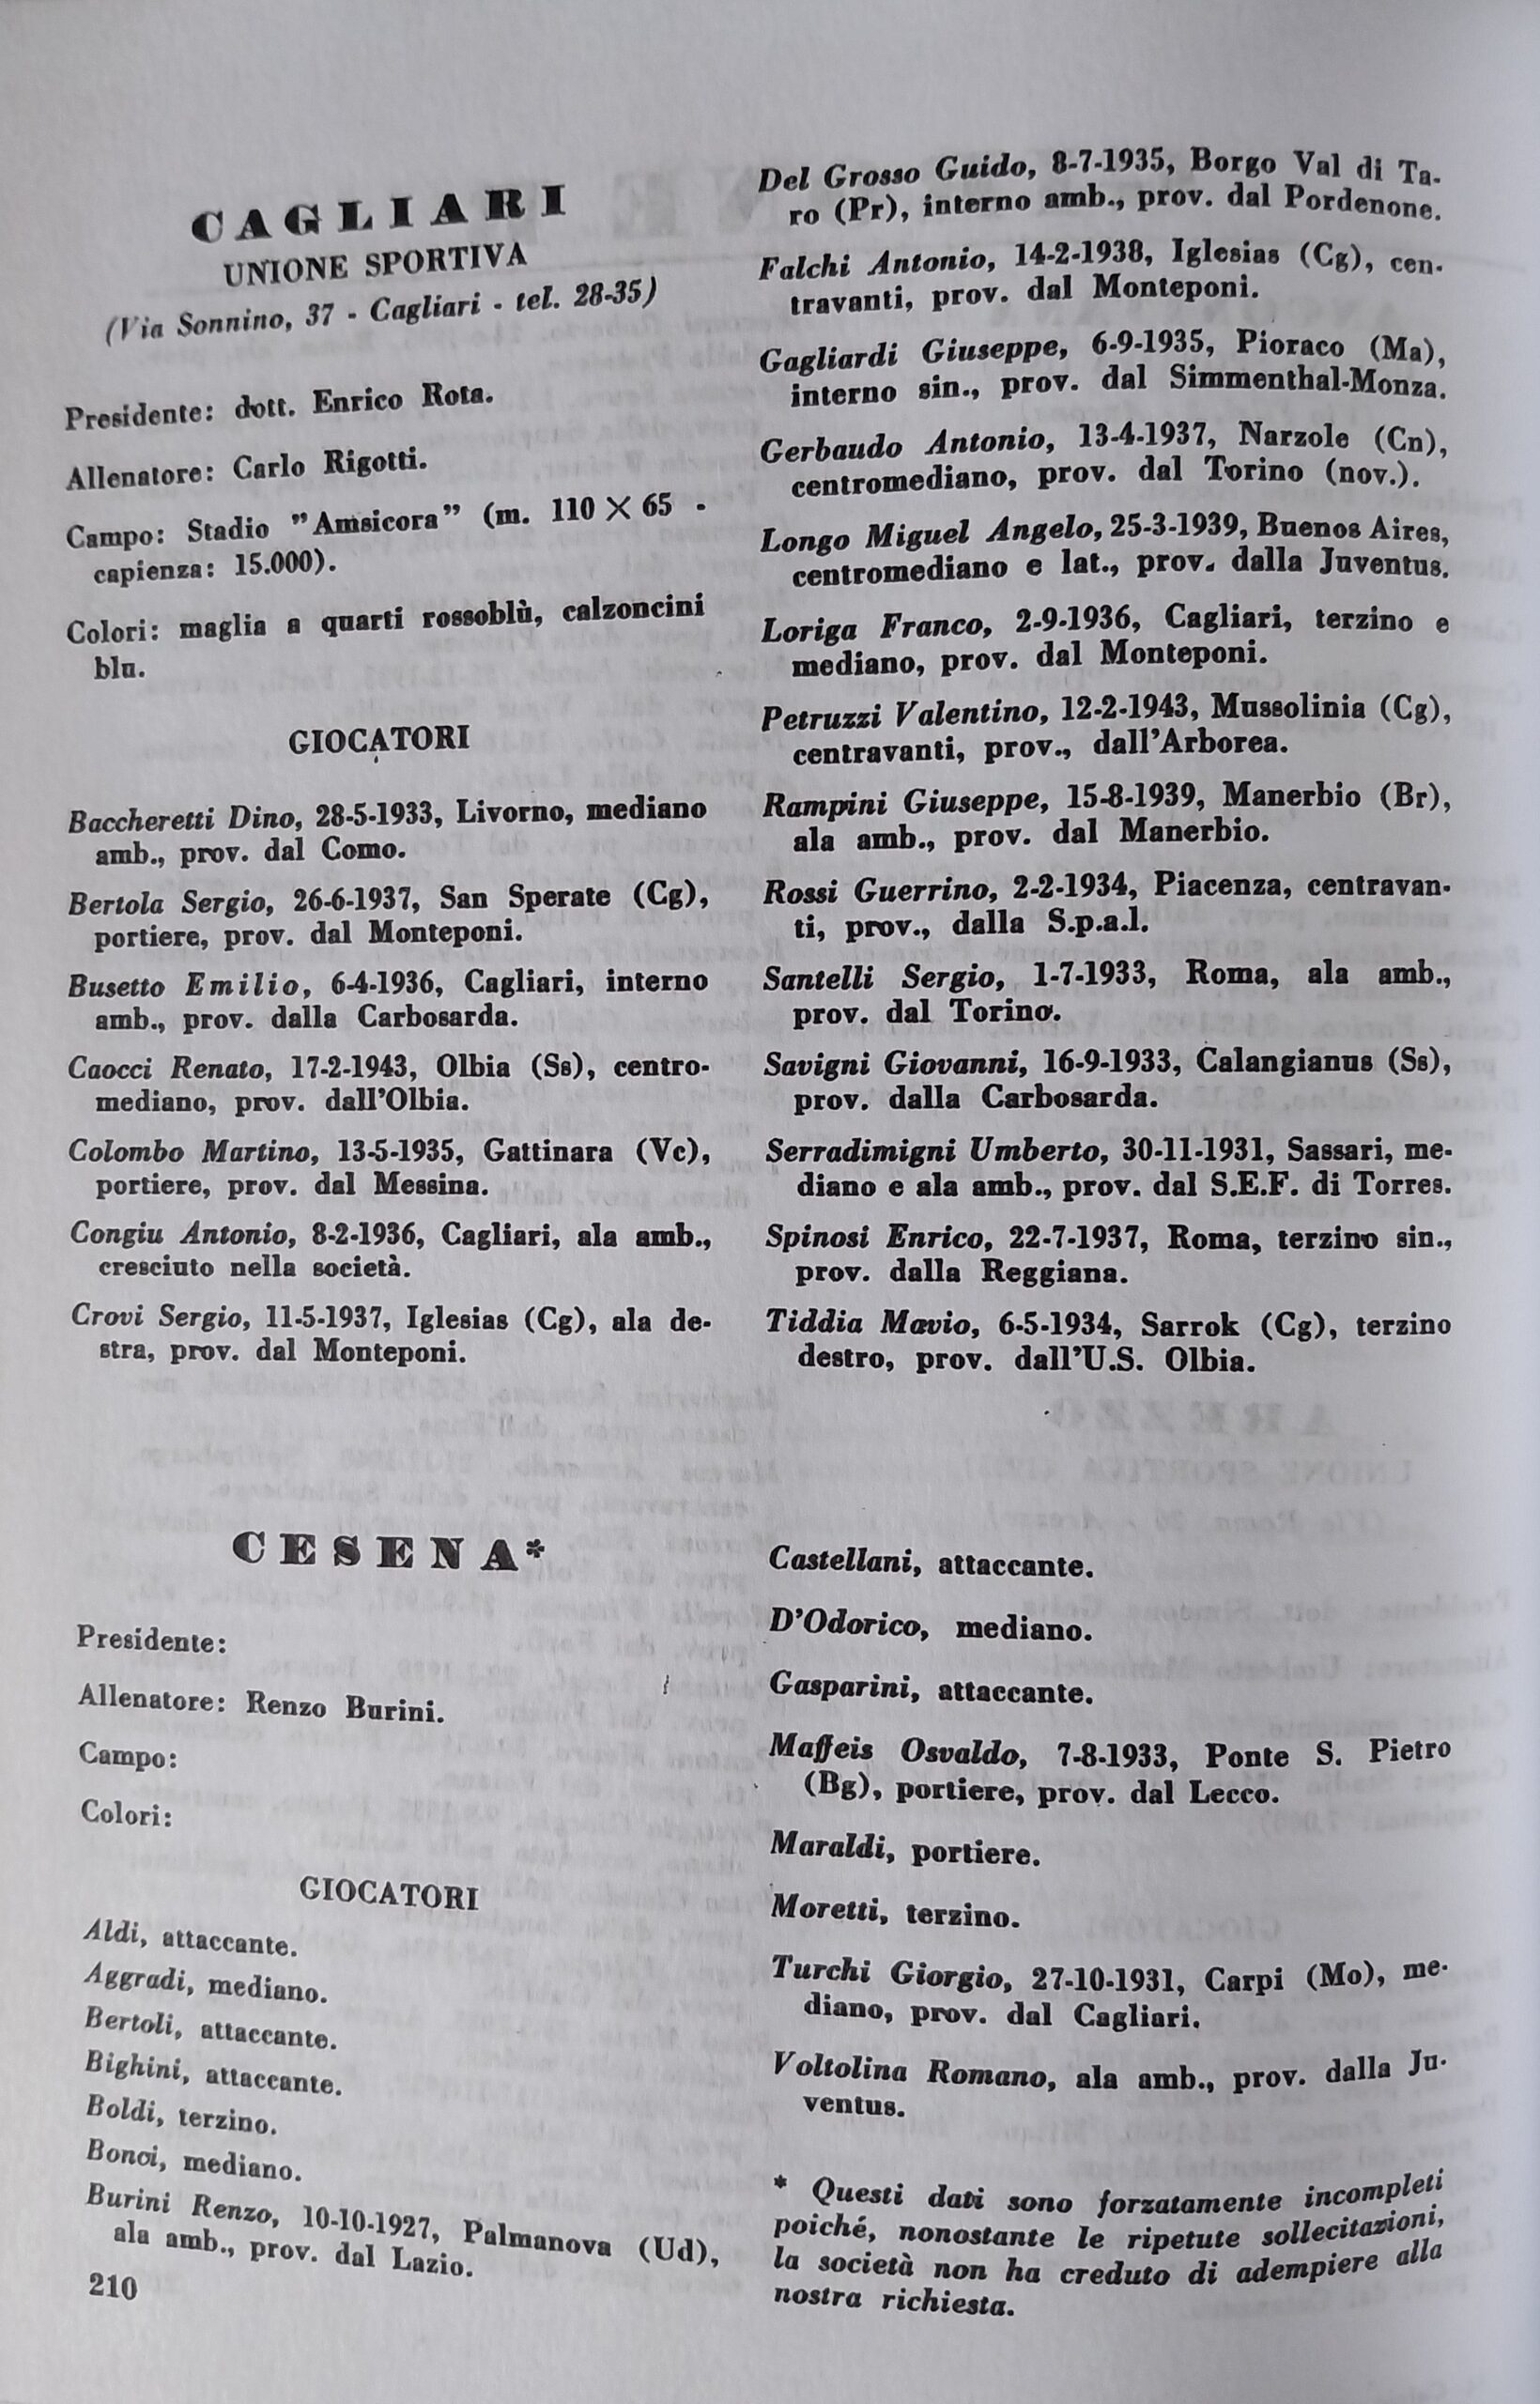 CAGLIARI
UNIONE SPORTIVA
(Via Sonnino, 37 - Cagliari - tel. 28-35)
Presidente: dott. Enrico Rota.
Allenatore: Carlo Rigotti.
Campo: Stadio "Amsicora" (m. 110 × 65 -
capienza: 15.000).
Colori: maglia a quarti rossoblù, calzoncini
blu.
GIOCATORI
Baccheretti Dino, 28-5-1933, Livorno, mediano
amb., prov. dal Como.
Bertola Sergio, 26-6-1937, San Sperate (Cg),
portiere, prov. dal Monteponi.
Busetto Emilio, 6-4-1936, Cagliari, interno
amb., prov. dalla Carbosarda.
Caocci Renato, 17-2-1943, Olbia (Ss), centro-
mediano, prov. dall'Olbia.
Colombo Martino, 13-5-1935, Gattinara (Vc),
portiere, prov. dal Messina.
Congiu Antonio, 8-2-1936, Cagliari, ala amb.,
cresciuto nella società.
Crovi Sergio, 11-5-1937, Iglesias (Cg), ala de-
stra, prov. dal Monteponi.
Del Grosso Guido, 8-7-1935, Borgo Val di Ta-
ro (Pr), interno amb., prov. dal Pordenone.
Falchi Antonio, 14-2-1938, Iglesias (Cg), cen-
travanti, prov. dal Monteponi.
Gagliardi Giuseppe, 6-9-1935, Pioraco (Ma),
interno sin., prov. dal Simmenthal-Monza.
Gerbaudo Antonio, 13-4-1937, Narzole (Cn),
centromediano, prov. dal Torino (nov.).
Longo Miguel Angelo, 25-3-1939, Buenos Aires,
centromediano e lat., prov. dalla Juventus.
Loriga Franco, 2-9-1936, Cagliari, terzino e
mediano, prov. dal Monteponi.
Petruzzi Valentino, 12-2-1943, Mussolinia (Cg),
centravanti, prov., dall'Arborea.
Rampini Giuseppe, 15-8-1939, Manerbio (Br),
ala amb., prov. dal Manerbio.
Rossi Guerrino, 2-2-1934, Piacenza, centravan-
ti, prov., dalla S.p.a.l.
Santelli Sergio, 1-7-1933, Roma, ala amb.,
prov. dal Torino.
Savigni Giovanni, 16-9-1933, Calangianus (Ss),
prov. dalla Carbosarda.
Serradimigni Umberto, 30-11-1931, Sassari, me-
diano e ala amb., prov. dal S.E.F. di Torres.
Spinosi Enrico, 22-7-1937, Roma, terzino sin.,
prov. dalla Reggiana.
Tiddia Mavio, 6-5-1934, Sarrok (Cg), terzino
destro, prov. dall'U.S. Olbia.
CESENA*
Presidente:
Allenatore: Renzo Burini.
Campo:
Colori:
GIOCATORI
Aldi, attaccante.
Aggradi, mediano.
Bertoli, attaccante.
Bighini, attaccante.
Boldi, terzino.
Bonci, mediano.
Burini Renzo, 10-10-1927, Palmanova (Ud),
ala amb., prov. dal Lazio.
Castellani, attaccante.
D'Odorico, mediano.
Gasparini, attaccante.
Maffeis Osvaldo, 7-8-1933, Ponte S. Pietro
(Bg), portiere, prov. dal Lecco.
Maraldi, portiere.
Moretti, terzino.
Turchi Giorgio, 27-10-1931, Carpi (Mo), me-
diano, prov. dal Cagliari.
Voltolina Romano, ala amb., prov. dalla Ju-
ventus.
* Questi dati sono forzatamente incompleti
poiché, nonostante le ripetute sollecitazioni,
la società non ha creduto di adempiere alla
nostra richiesta.
210